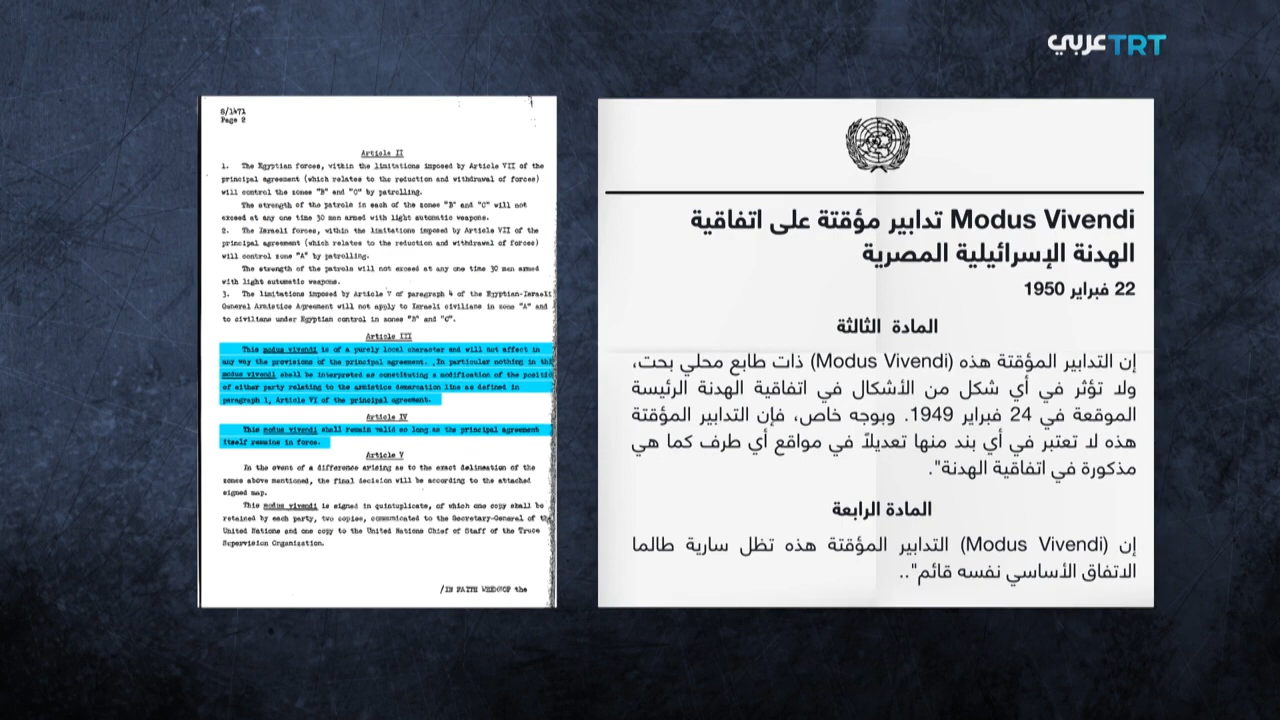 TRT عربي
S/1471
Page 2
Article II
1. The Egyptian forces, within the limitations imposed by Article VII of the
principal agreement (which relates to the reduction and withdrawal of forces)
will control the zones "B" and "C" by patrolling.
The strength of the patrols in each of the zones "B" and "C" will not
exceed at any one time 30 men armed with light automatic weapons.
2. The Israeli forces, within the limitations imposed by Article VII of the
principal agreement (which relates to the reduction and withdrawal of forces)
will control zone "A" by patrolling.
The strength of the patrols will not exceed at any one time 30 men armed
with light automatic weapons.
3. The limitations imposed by Article V of paragraph 4 of the Egyptian-Israeli
General Armistice Agreement will not apply to Israeli civilians in zone "A" and
to civilians under Egyptian control in zones "B" and "C".
Article III
This modus vivendi is of a purely local character and will not affect in
any way the provisions of the principal agreement. In particular nothing in
modus vivendi shall be interpreted as constituting a modification of the
of either party relating to the armistice demarcation line as defined in
paragraph 1, Article VI of the principal agreement.
Article IV
This modus vivendi shall remain valid so long as the principal agreement
itself remains in force.
Article V
In the event of a difference arising as to the exact delineation of the
zones above mentioned, the final decision will be according to the attached
signed map.
This modus vivendi is signed in quintuplicate, of which one copy shall be
retained by each party, two copies, communicated to the Secretary-General of the
United Nations and one copy to the United Nations Chief of Staff of the Truce
Supervision Organization.
/IN FAITH WHEREOF the
Modus Vivendi تدابير مؤقتة على اتفاقية
الهدنة الإسرائيلية المصرية
22 فبراير 1950
المادة الثالثة
إن التدابير المؤقتة هذه (Modus Vivendi) ذات طابع محلي بحت،
ولا تؤثر في أي شكل من الأشكال في اتفاقية الهدنة الرئيسة
الموقعة في 24 فبراير 1949. وبوجه خاص، فإن التدابير المؤقتة
هذه لا تعتبر في أي بند منها تعديلاً في مواقع أي طرف كما هي
مذكورة في اتفاقية الهدنة".
المادة الرابعة
إن (Modus Vivendi) التدابير المؤقتة هذه تظل سارية طالما
الاتفاق الأساسي نفسه قائم"..